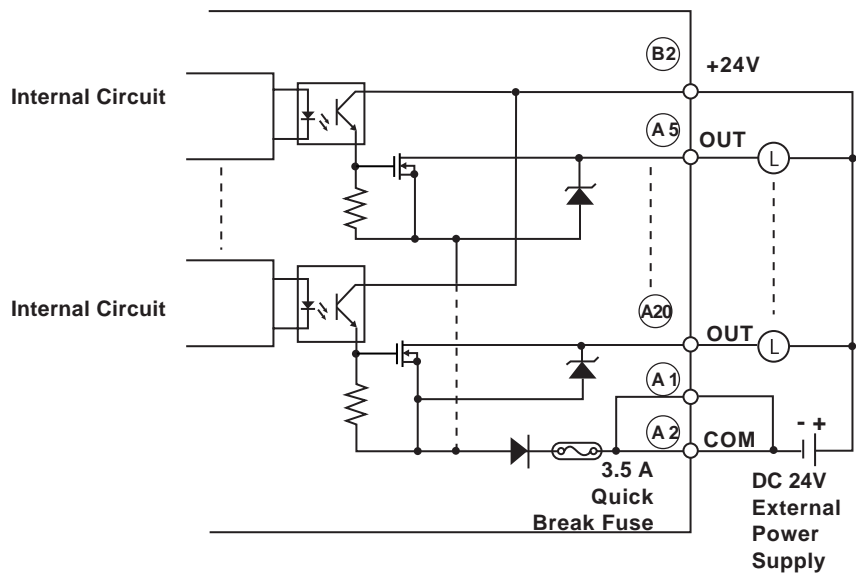 B2
+24V
Internal Circuit
A5
OUT
L
Internal Circuit
A20
OUT
L
A1
A2
COM
- +
3.5 A
Quick
Break Fuse
DC 24V
External
Power
Supply